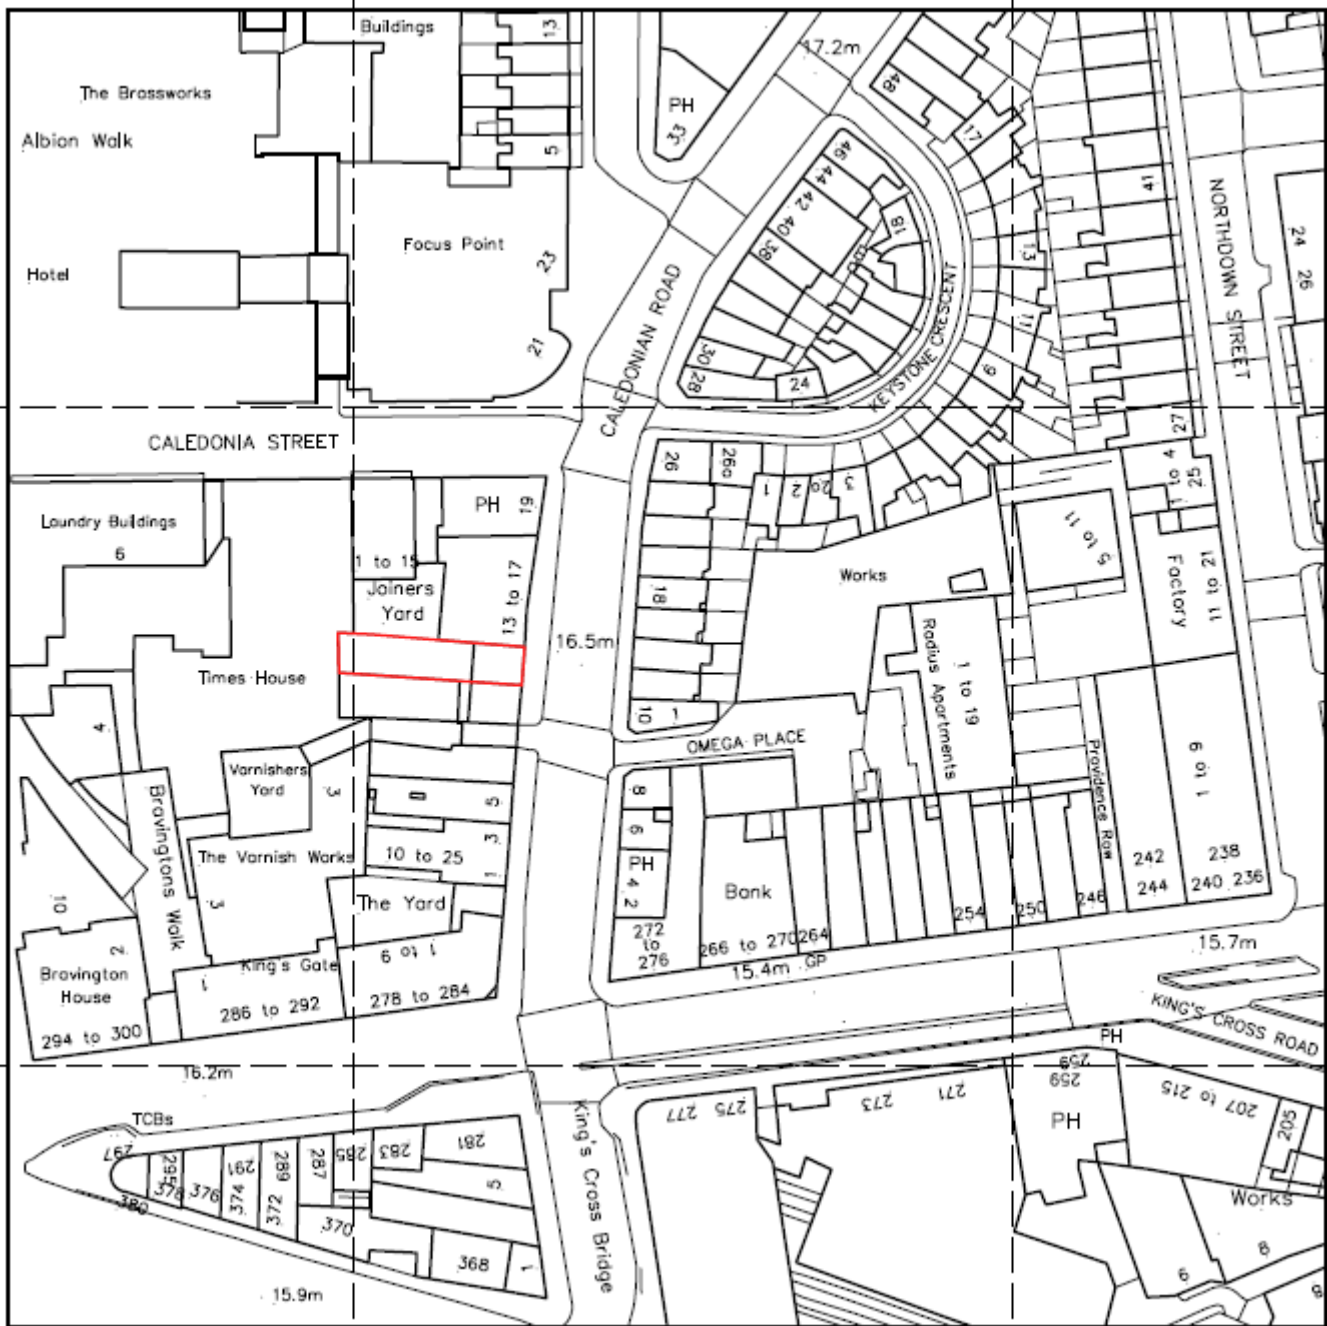 Buildings
13
17.2m
The Brassworks
Albion Walk
PH
33
48
17
5
46
44
42
40
38
18
41
NORTHDOWN STREET
24
26
Focus Point
23
Hotel
13
11
9
21
CALEDONIAN ROAD
KEYSTONE CRESCENT
30
28
24
CALEDONIA STREET
27
26
26a
1
2
2a
3
4
1 to 4
25
PH
19
Laundry Buildings
6
5 to 11
1 to 15
Joiners
Yard
13 to 17
Works
18
Factory
11 to 21
16.5m
Times House
Radius Apartments
1 to 19
10
1
OMEGA PLACE
4
Varnishers
Yard
3
Bravingtons Walk
Providence Row
1 to 9
5
8
6
3
The Varnish Works
10 to 25
1
PH
4
2
Bank
242
244
238
240
236
3
The Yard
10
254
250
246
272
to
276
266 to 270
264
15.4m
GP
15.7m
2
Bravington
House
King's Gate
1
1 to 9
286 to 292
278 to 284
294 to 300
KING'S CROSS ROAD
PH
16.2m
259
259
TCBs
King's Cross Bridge
277
275
273
271
PH
207 to 215
205
297
295
291
289
287
285
283
281
380
378
376
374
372
370
5
368
1
Works
8
9
15.9m